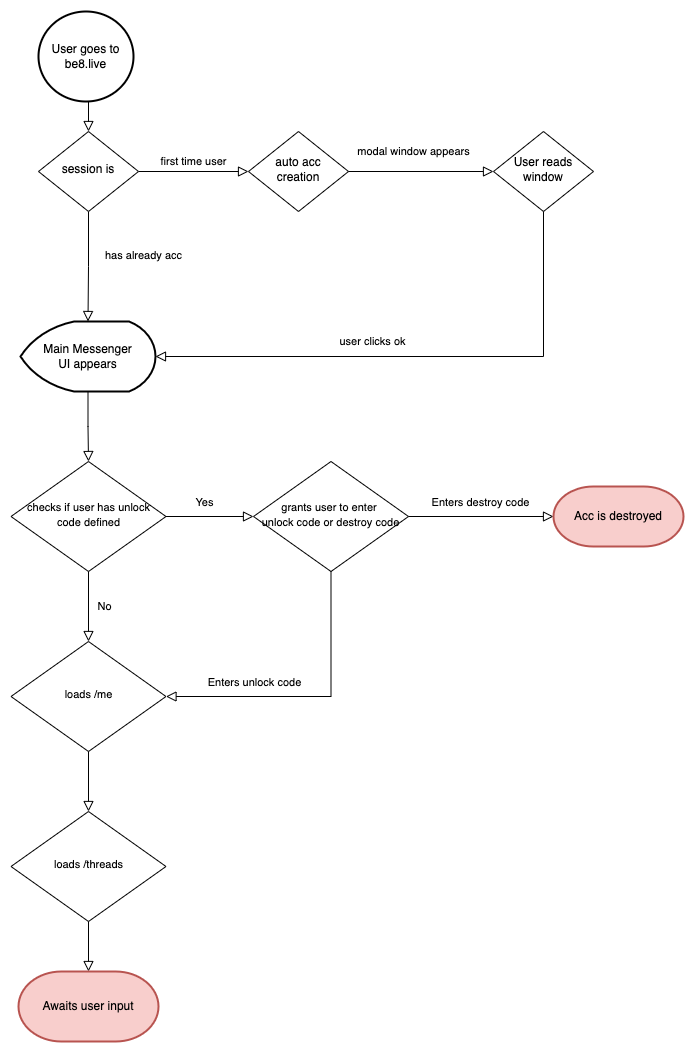 User goes to
be8.live
session is
first time user
auto acc
creation
modal window appears
User reads
window
has already acc
user clicks ok
Main Messenger
UI appears
checks if user has unlock
code defined
Yes
grants user to enter
unlock code or destroy code
Enters destroy code
Acc is destroyed
No
Enters unlock code
loads /me
loads /threads
Awaits user input